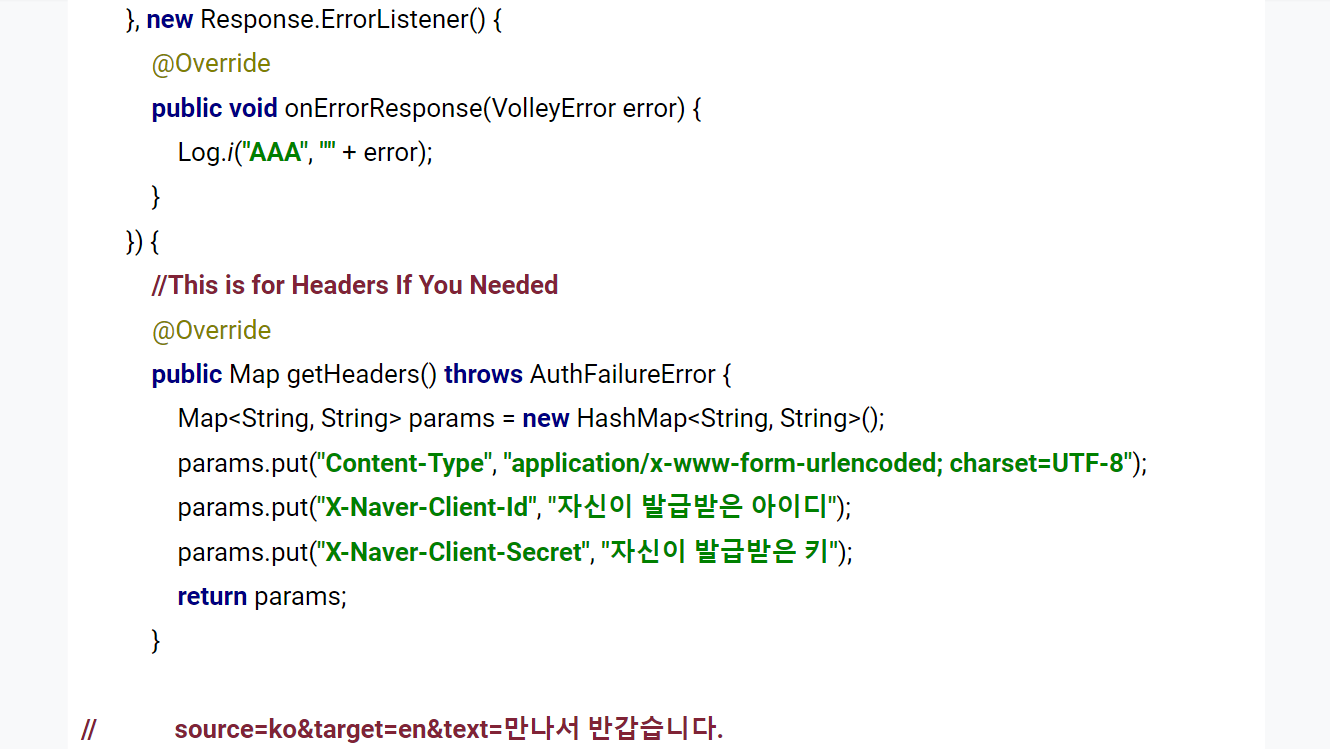 }, new Response.ErrorListener() {
@Override
public void onErrorResponse(VolleyError error) {
Log.i("AAA", "" + error);
}
}) {
//This is for Headers If You Needed
@Override
public Map getHeaders() throws AuthFailureError {
Map<String, String> params = new HashMap<String, String>();
params.put("Content-Type", "application/x-www-form-urlencoded; charset=UTF-8");
params.put("X-Naver-Client-Id", "자신이 발급받은 아이디");
params.put("X-Naver-Client-Secret", "자신이 발급받은 키");
return params;
}
// source=ko&target=en&text=만나서 반갑습니다.